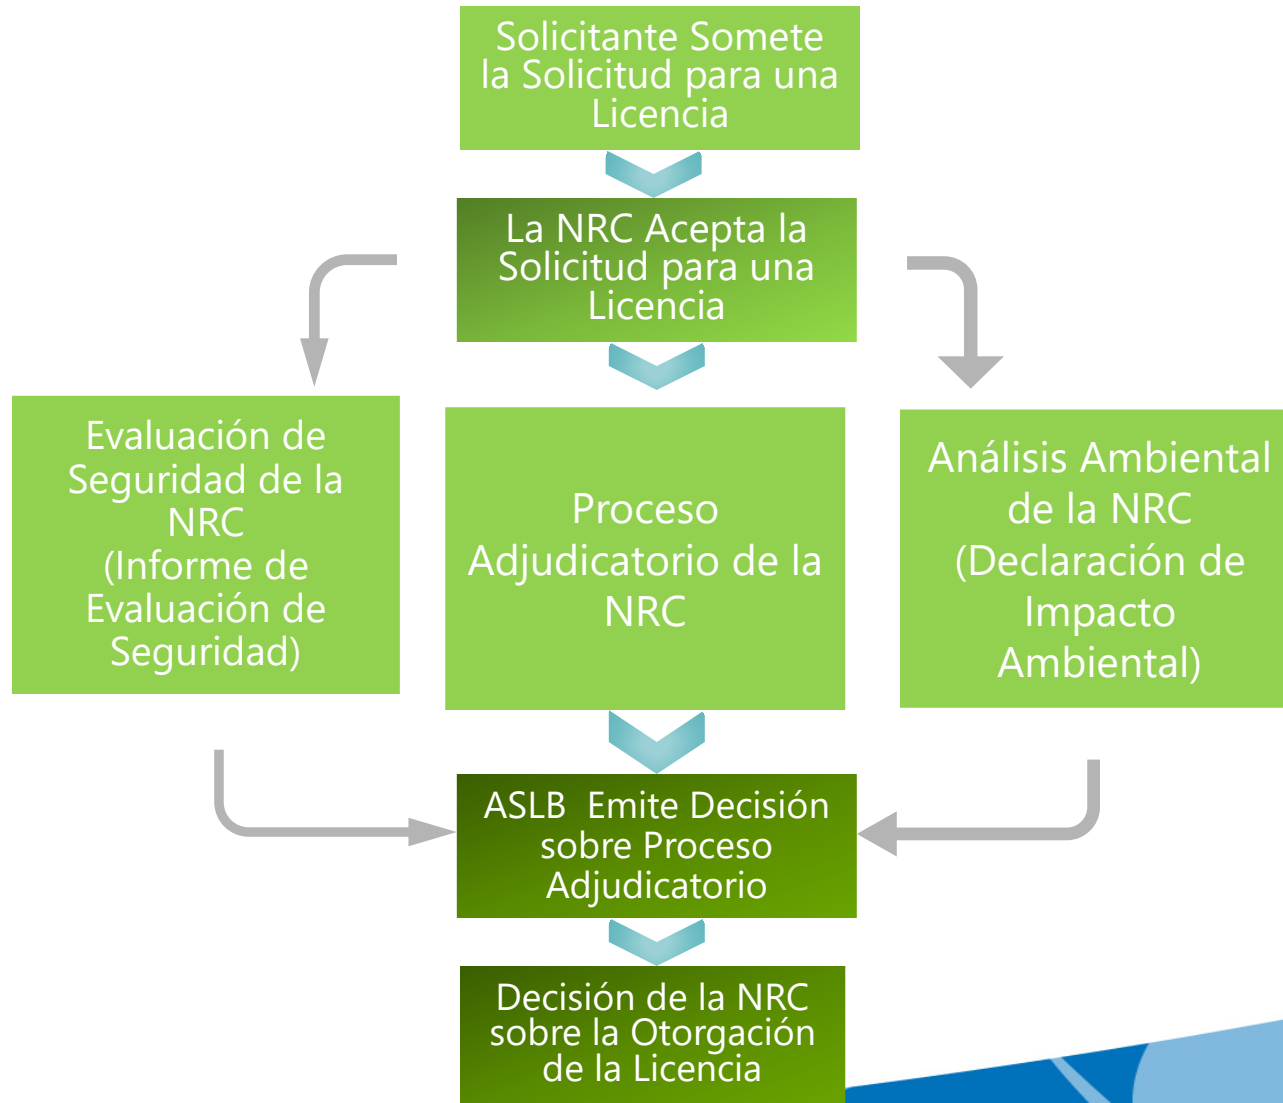 Solicitante Somete
la Solicitud para una
Licencia
La NRC Acepta la
Solicitud para una
Licencia
Evaluación de
Seguridad de la
NRC
(Informe de
Evaluación de
Seguridad)
Proceso
Adjudicatorio de la
NRC
Análisis Ambiental
de la NRC
(Declaración de
Impacto
Ambiental)
ASLB Emite Decisión
sobre Proceso
Adjudicatorio
Decisión de la NRC
sobre la Otorgación
de la Licencia